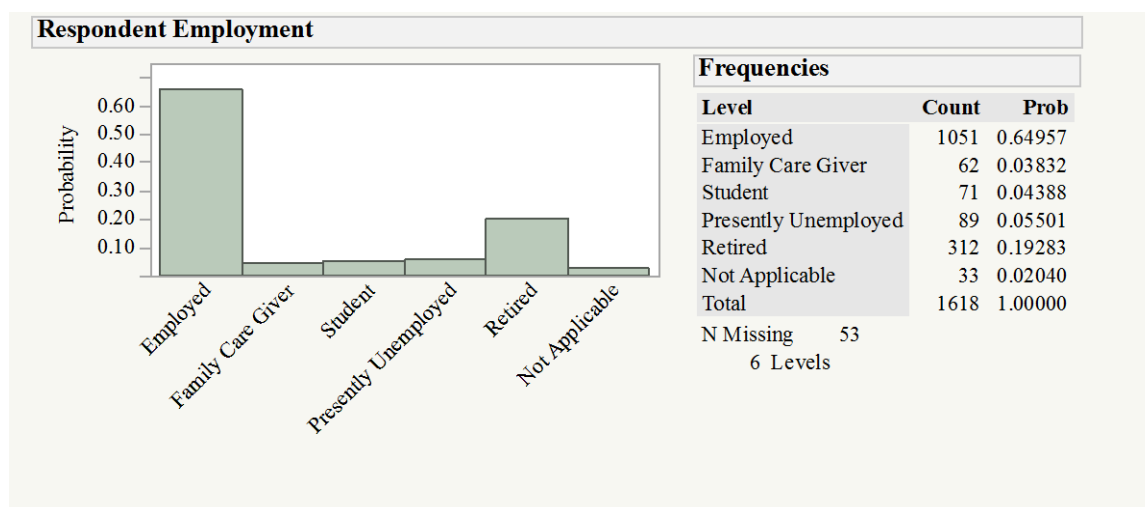 Respondent Employment
Probability
0.60
0.50
0.40
0.30
0.20
0.10
Employed
Family Care Giver
Student
Presently Unemployed
Retired
Not Applicable
Frequencies
Level Count Prob
Employed 1051 0.64957
Family Care Giver 62 0.03832
Student 71 0.04388
Presently Unemployed 89 0.05501
Retired 312 0.19283
Not Applicable 33 0.02040
Total 1618 1.00000
N Missing 53
6 Levels